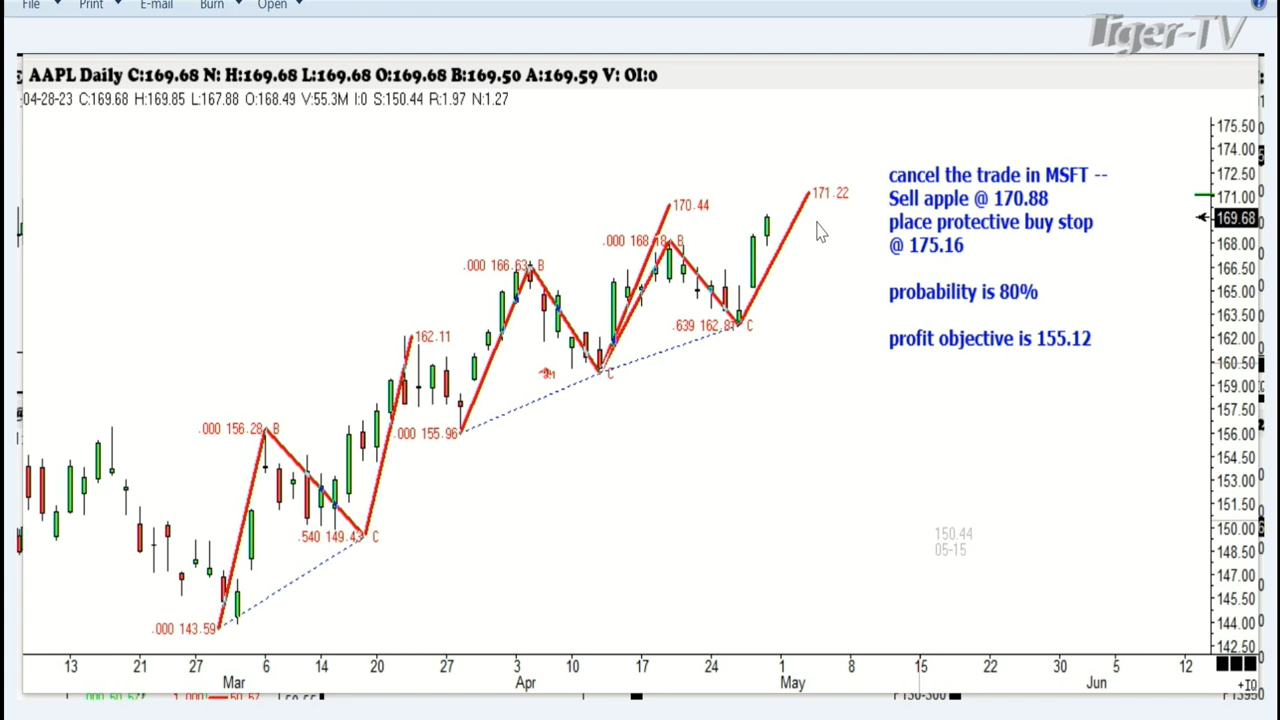 File Print E-mail Burn Open
Tiger-TV
AAPL Daily C:169.68 N: H:169.68 L:169.68 O:169.68 B:169.50 A:169.59 V: OI:0
04-28-23 C:169.68 H:169.85 L:167.88 O:168.49 V:55.3M I:0 S:150.44 R:1.97 N:1.27
cancel the trade in MSFT --
Sell apple @ 170.88
place protective buy stop
@ 175.16
probability is 80%
profit objective is 155.12
171.22
170.44
.000 168.18 B
.000 166.63 B
.639 162.81 C
162.11
C
.000 155.96
.000 156.28 B
.540 149.43 C
.000 143.59
150.44
05-15
175.50
174.00
172.50
171.00
169.68
168.00
166.50
165.00
163.50
162.00
160.50
159.00
157.50
156.00
154.50
153.00
151.50
150.00
148.50
147.00
145.50
144.00
142.50
13 21 27 6 14 20 27 3 10 17 24 1 8 15 22 30 5 12
Mar Apr May Jun